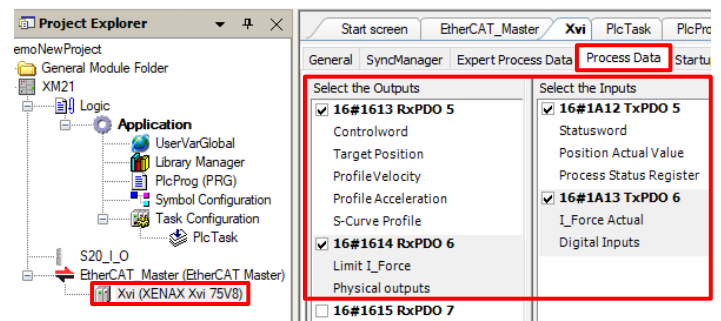 Project Explorer
emoNewProject
General Module Folder
XM21
Logic
Application
UserVarGlobal
Library Manager
PlcProg (PRG)
Symbol Configuration
Task Configuration
PlcTask
S20_I_O
EtherCAT_Master (EtherCAT Master)
Xvi (XENAX Xvi 75V8)
Start screen EtherCAT_Master Xvi PlcTask PlcPro
General SyncManager Expert Process Data Process Data Startu
Select the Outputs
16#1613 RxPDO 5
Controlword
Target Position
ProfileVelocity
Profile Acceleration
S-Curve Profile
16#1614 RxPDO 6
Limit I_Force
Physical outputs
16#1615 RxPDO 7
Select the Inputs
16#1A12 TxPDO 5
Statusword
Position Actual Value
Process Status Register
16#1A13 TxPDO 6
I_Force Actual
Digital Inputs